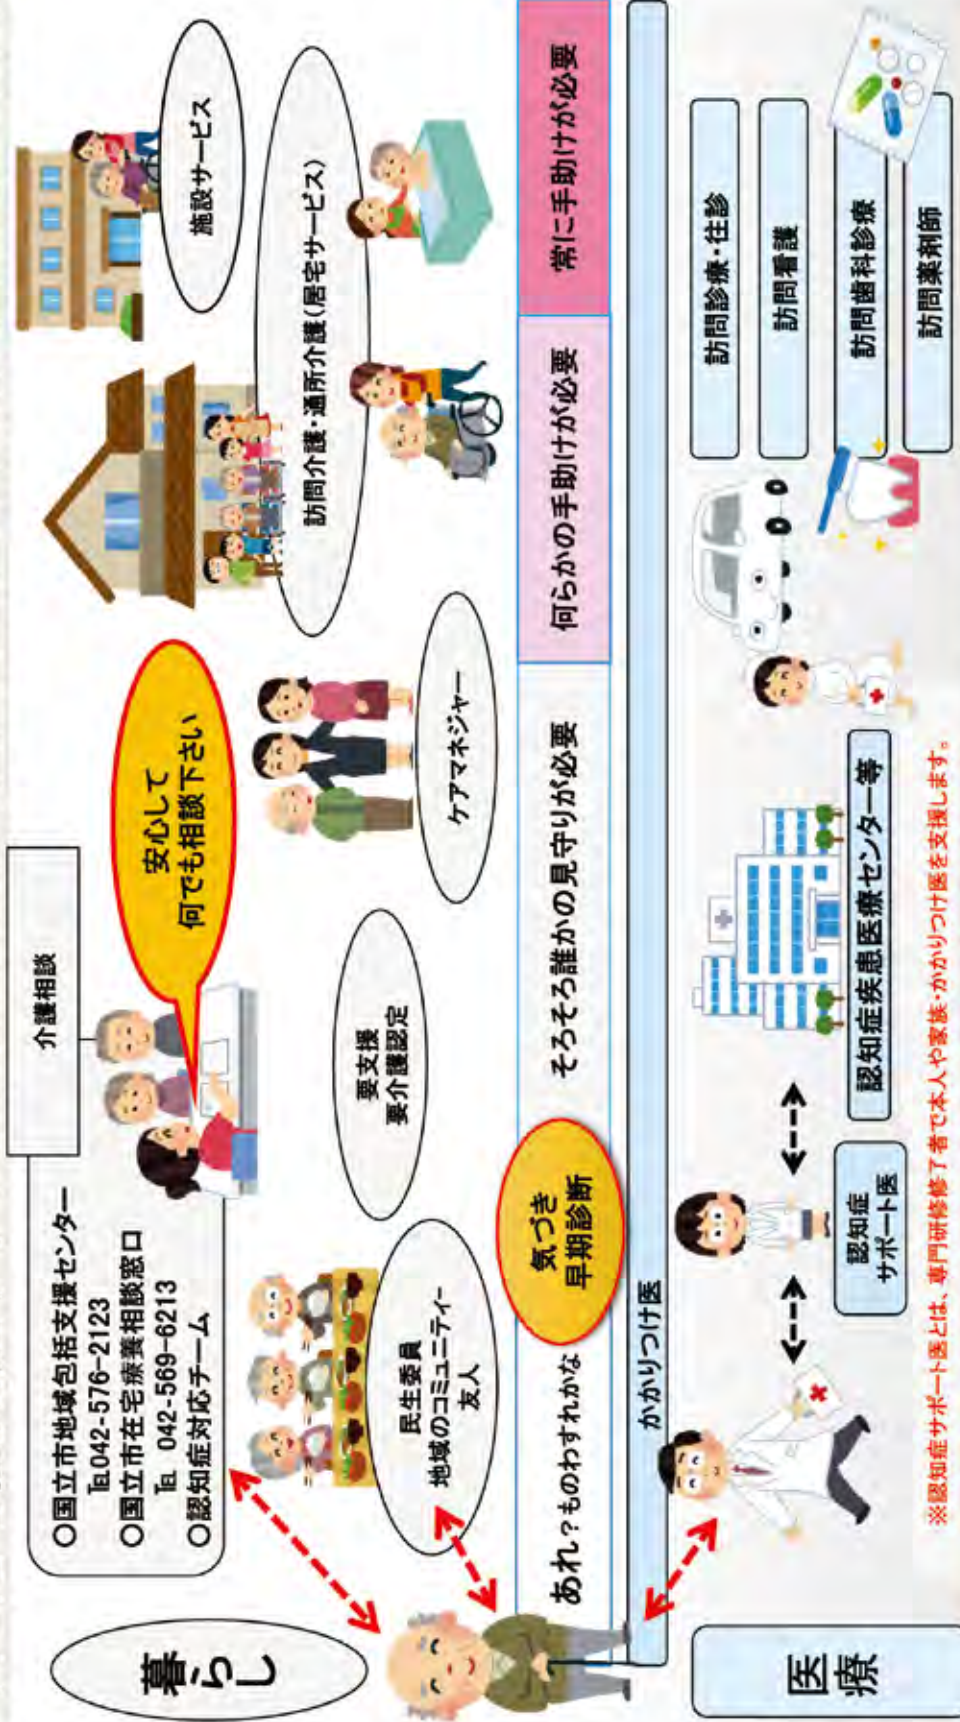 暮らし
介護相談
○国立市地域包括支援センター
℡042-576-2123
○国立市在宅療養相談窓口
℡ 042-569-6213
○認知症対応チーム
安心して
何でも相談下さい
民生委員
地域のコミュニティー
友人
要支援
要介護認定
ケアマネジャー
訪問介護・通所介護(居宅サービス)
施設サービス
あれ?ものわすれかな
気づき
早期診断
そろそろ誰かの見守りが必要
何らかの手助けが必要
常に手助けが必要
かかりつけ医
医療
認知症
サポート医
認知症疾患医療センター等
訪問診療・往診
訪問看護
訪問歯科診療
訪問薬剤師
※認知症サポート医とは、専門研修修了者で本人や家族・かかりつけ医を支援します。